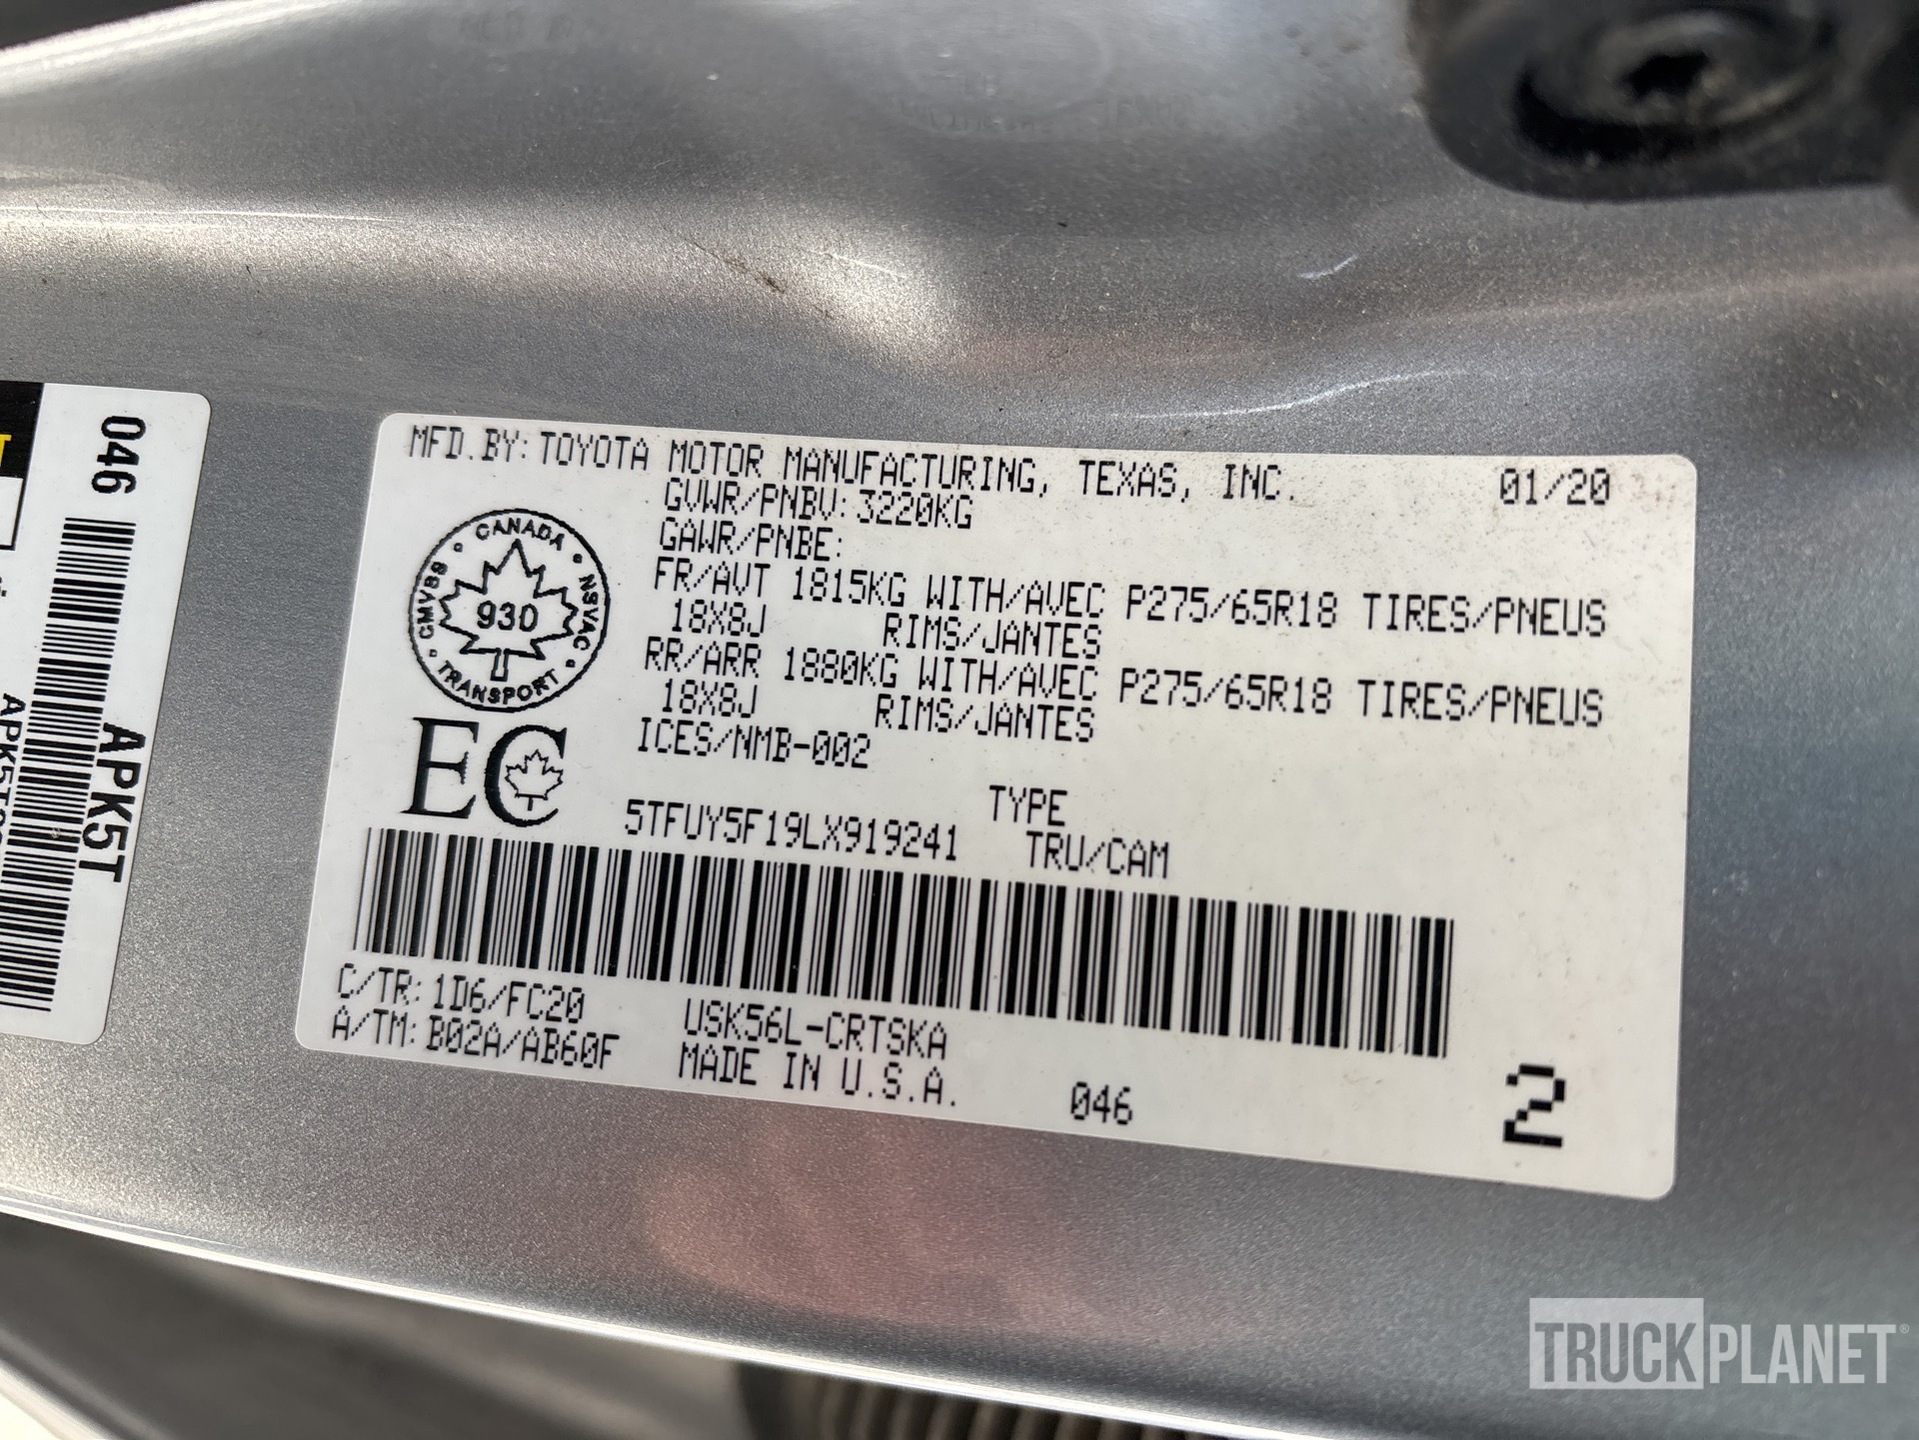 MFD.BY: TOYOTA MOTOR MANUFACTURING, TEXAS, INC. 01/20
GVWR/PNBV: 3220KG
GAWR/PNBE:
FR/AVT 1815KG WITH/AVEC P275/65R18 TIRES/PNEUS
18X8J RIMS/JANTES
RR/ARR 1880KG WITH/AVEC P275/65R18 TIRES/PNEUS
18X8J RIMS/JANTES
ICES/NMB-002
CANADA
NSVAC
TRANSPORT
CMVSS
930
EC
5TFUY5F19LX919241 TYPE
TRU/CAM
C/TR: 1D6/FC20 USK56L-CRTSKA
A/TM: B02A/AB60F MADE IN U.S.A. 046
2
046
APK5T
TRUCKPLANET®